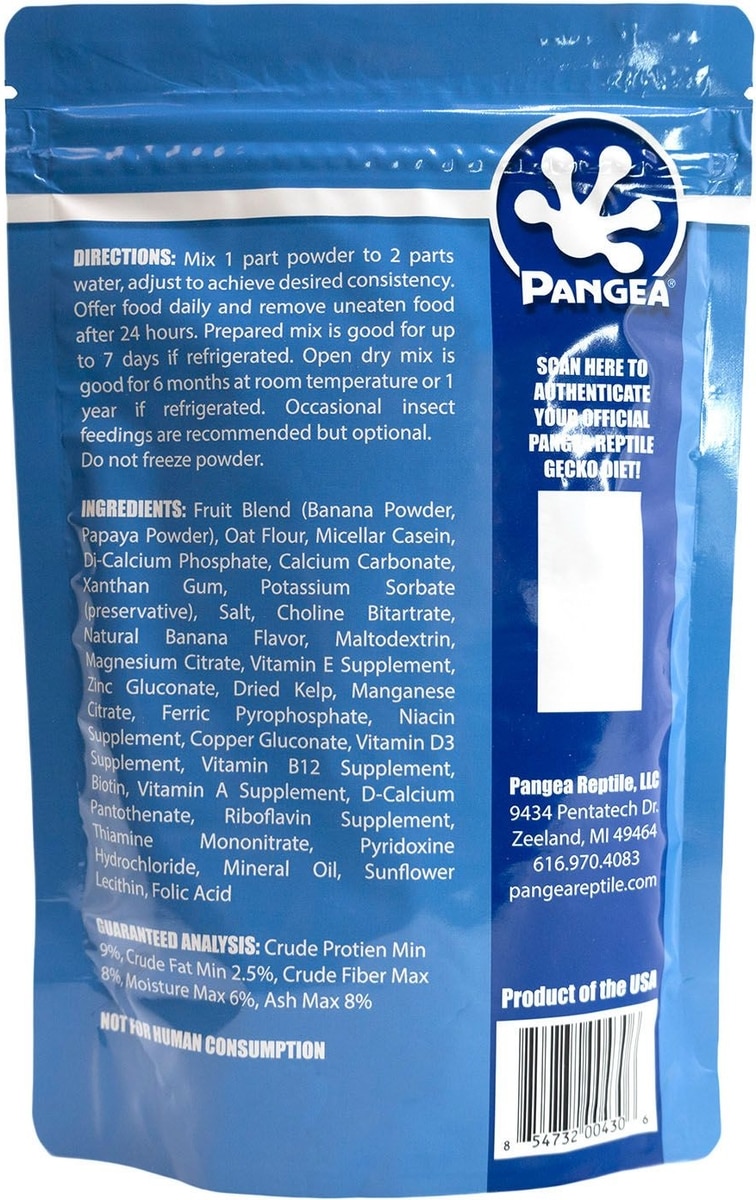 DIRECTIONS: Mix 1 part powder to 2 parts
water, adjust to achieve desired consistency.
Offer food daily and remove uneaten food
after 24 hours. Prepared mix is good for up
to 7 days if refrigerated. Open dry mix is
good for 6 months at room temperature or 1
year if refrigerated. Occasional insect
feedings are recommended but optional.
Do not freeze powder.
INGREDIENTS: Fruit Blend (Banana Powder,
Papaya Powder), Oat Flour, Micellar Casein,
Di-Calcium Phosphate, Calcium Carbonate,
Xanthan Gum, Potassium Sorbate
(preservative), Salt, Choline Bitartrate,
Natural Banana Flavor, Maltodextrin,
Magnesium Citrate, Vitamin E Supplement,
Zinc Gluconate, Dried Kelp, Manganese
Citrate, Ferric Pyrophosphate, Niacin
Supplement, Copper Gluconate, Vitamin D3
Supplement, Vitamin B12 Supplement,
Biotin, Vitamin A Supplement, D-Calcium
Pantothenate, Riboflavin Supplement,
Thiamine Mononitrate, Pyridoxine
Hydrochloride, Mineral Oil, Sunflower
Lecithin, Folic Acid
GUARANTEED ANALYSIS: Crude Protien Min
9%, Crude Fat Min 2.5%, Crude Fiber Max
8%, Moisture Max 6%, Ash Max 8%
NOT FOR HUMAN CONSUMPTION
PANGEA®
SCAN HERE TO
AUTHENTICATE
YOUR OFFICIAL
PANGEA REPTILE
GECKO DIET!
Pangea Reptile, LLC
9434 Pentatech Dr.
Zeeland, MI 49464
616.970.4083
pangeareptile.com
Product of the USA
8 54732 00430 6